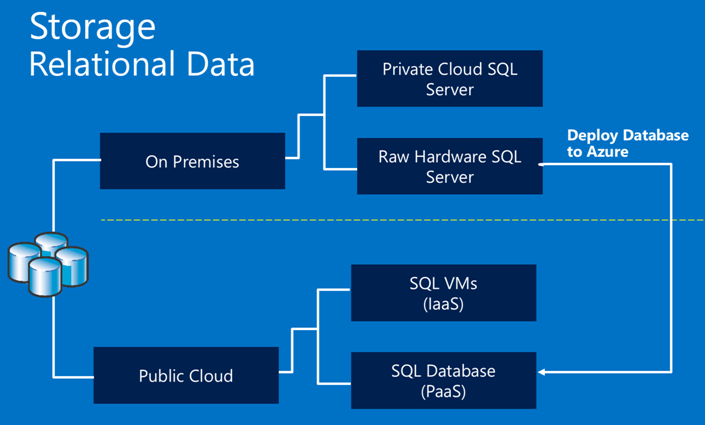 Storage
Relational Data
Private Cloud SQL
Server
On Premises
Raw Hardware SQL
Server
Deploy Database
to Azure
SQL VMs
(IaaS)
Public Cloud
SQL Database
(PaaS)